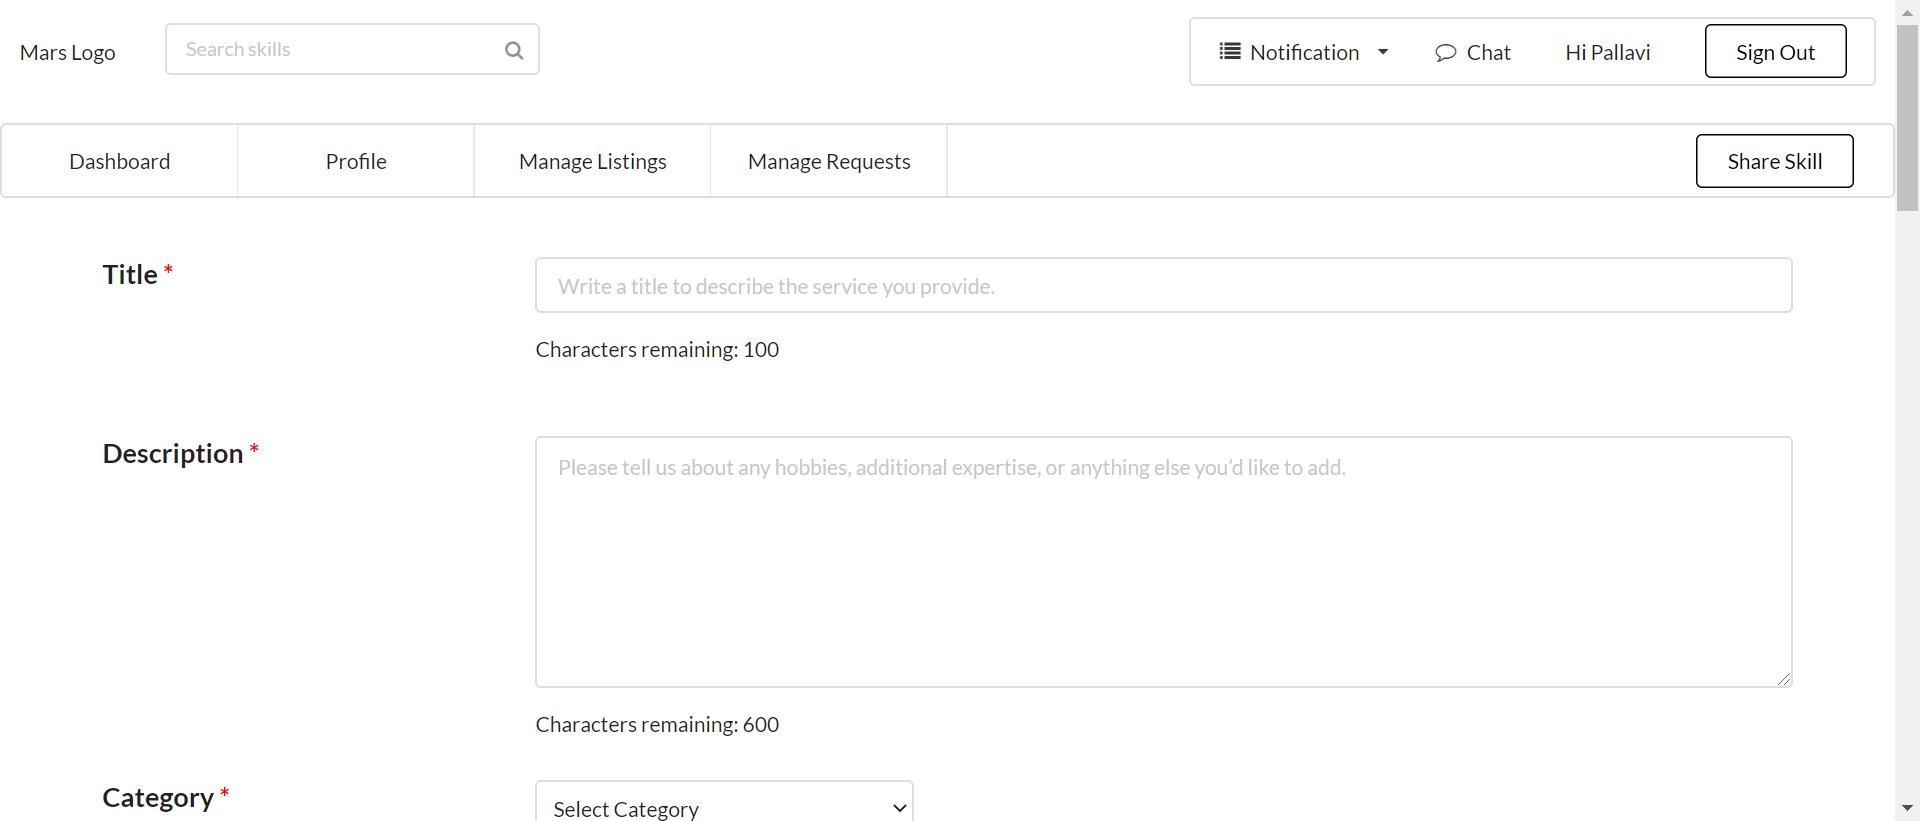 Mars Logo
Search skills
Notification
Chat
Hi Pallavi
Sign Out
Dashboard
Profile
Manage Listings
Manage Requests
Share Skill
Title *
Write a title to describe the service you provide.
Characters remaining: 100
Description *
Please tell us about any hobbies, additional expertise, or anything else you'd like to add.
Characters remaining: 600
Category *
Select Category